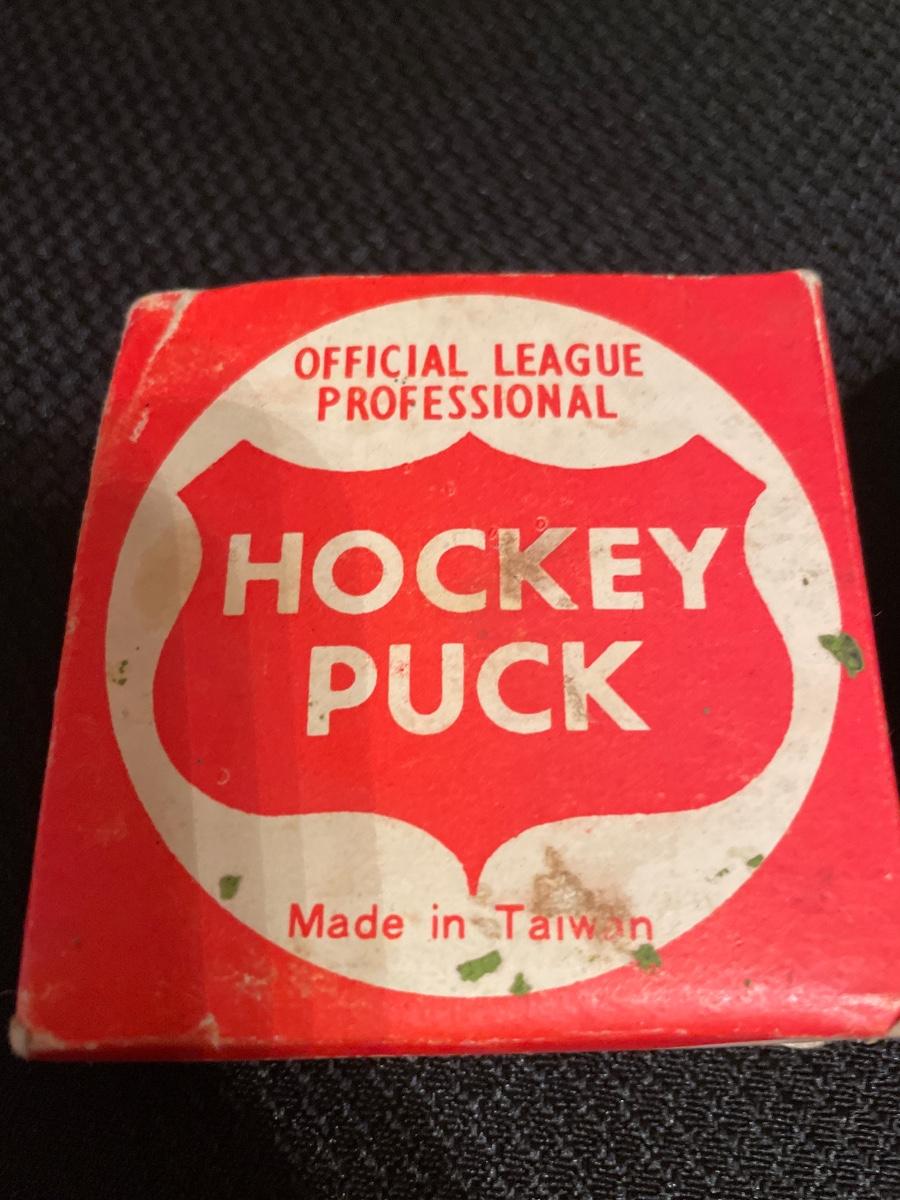 OFFICIAL LEAGUE
PROFESSIONAL
HOCKEY
PUCK
Made in Taiwan